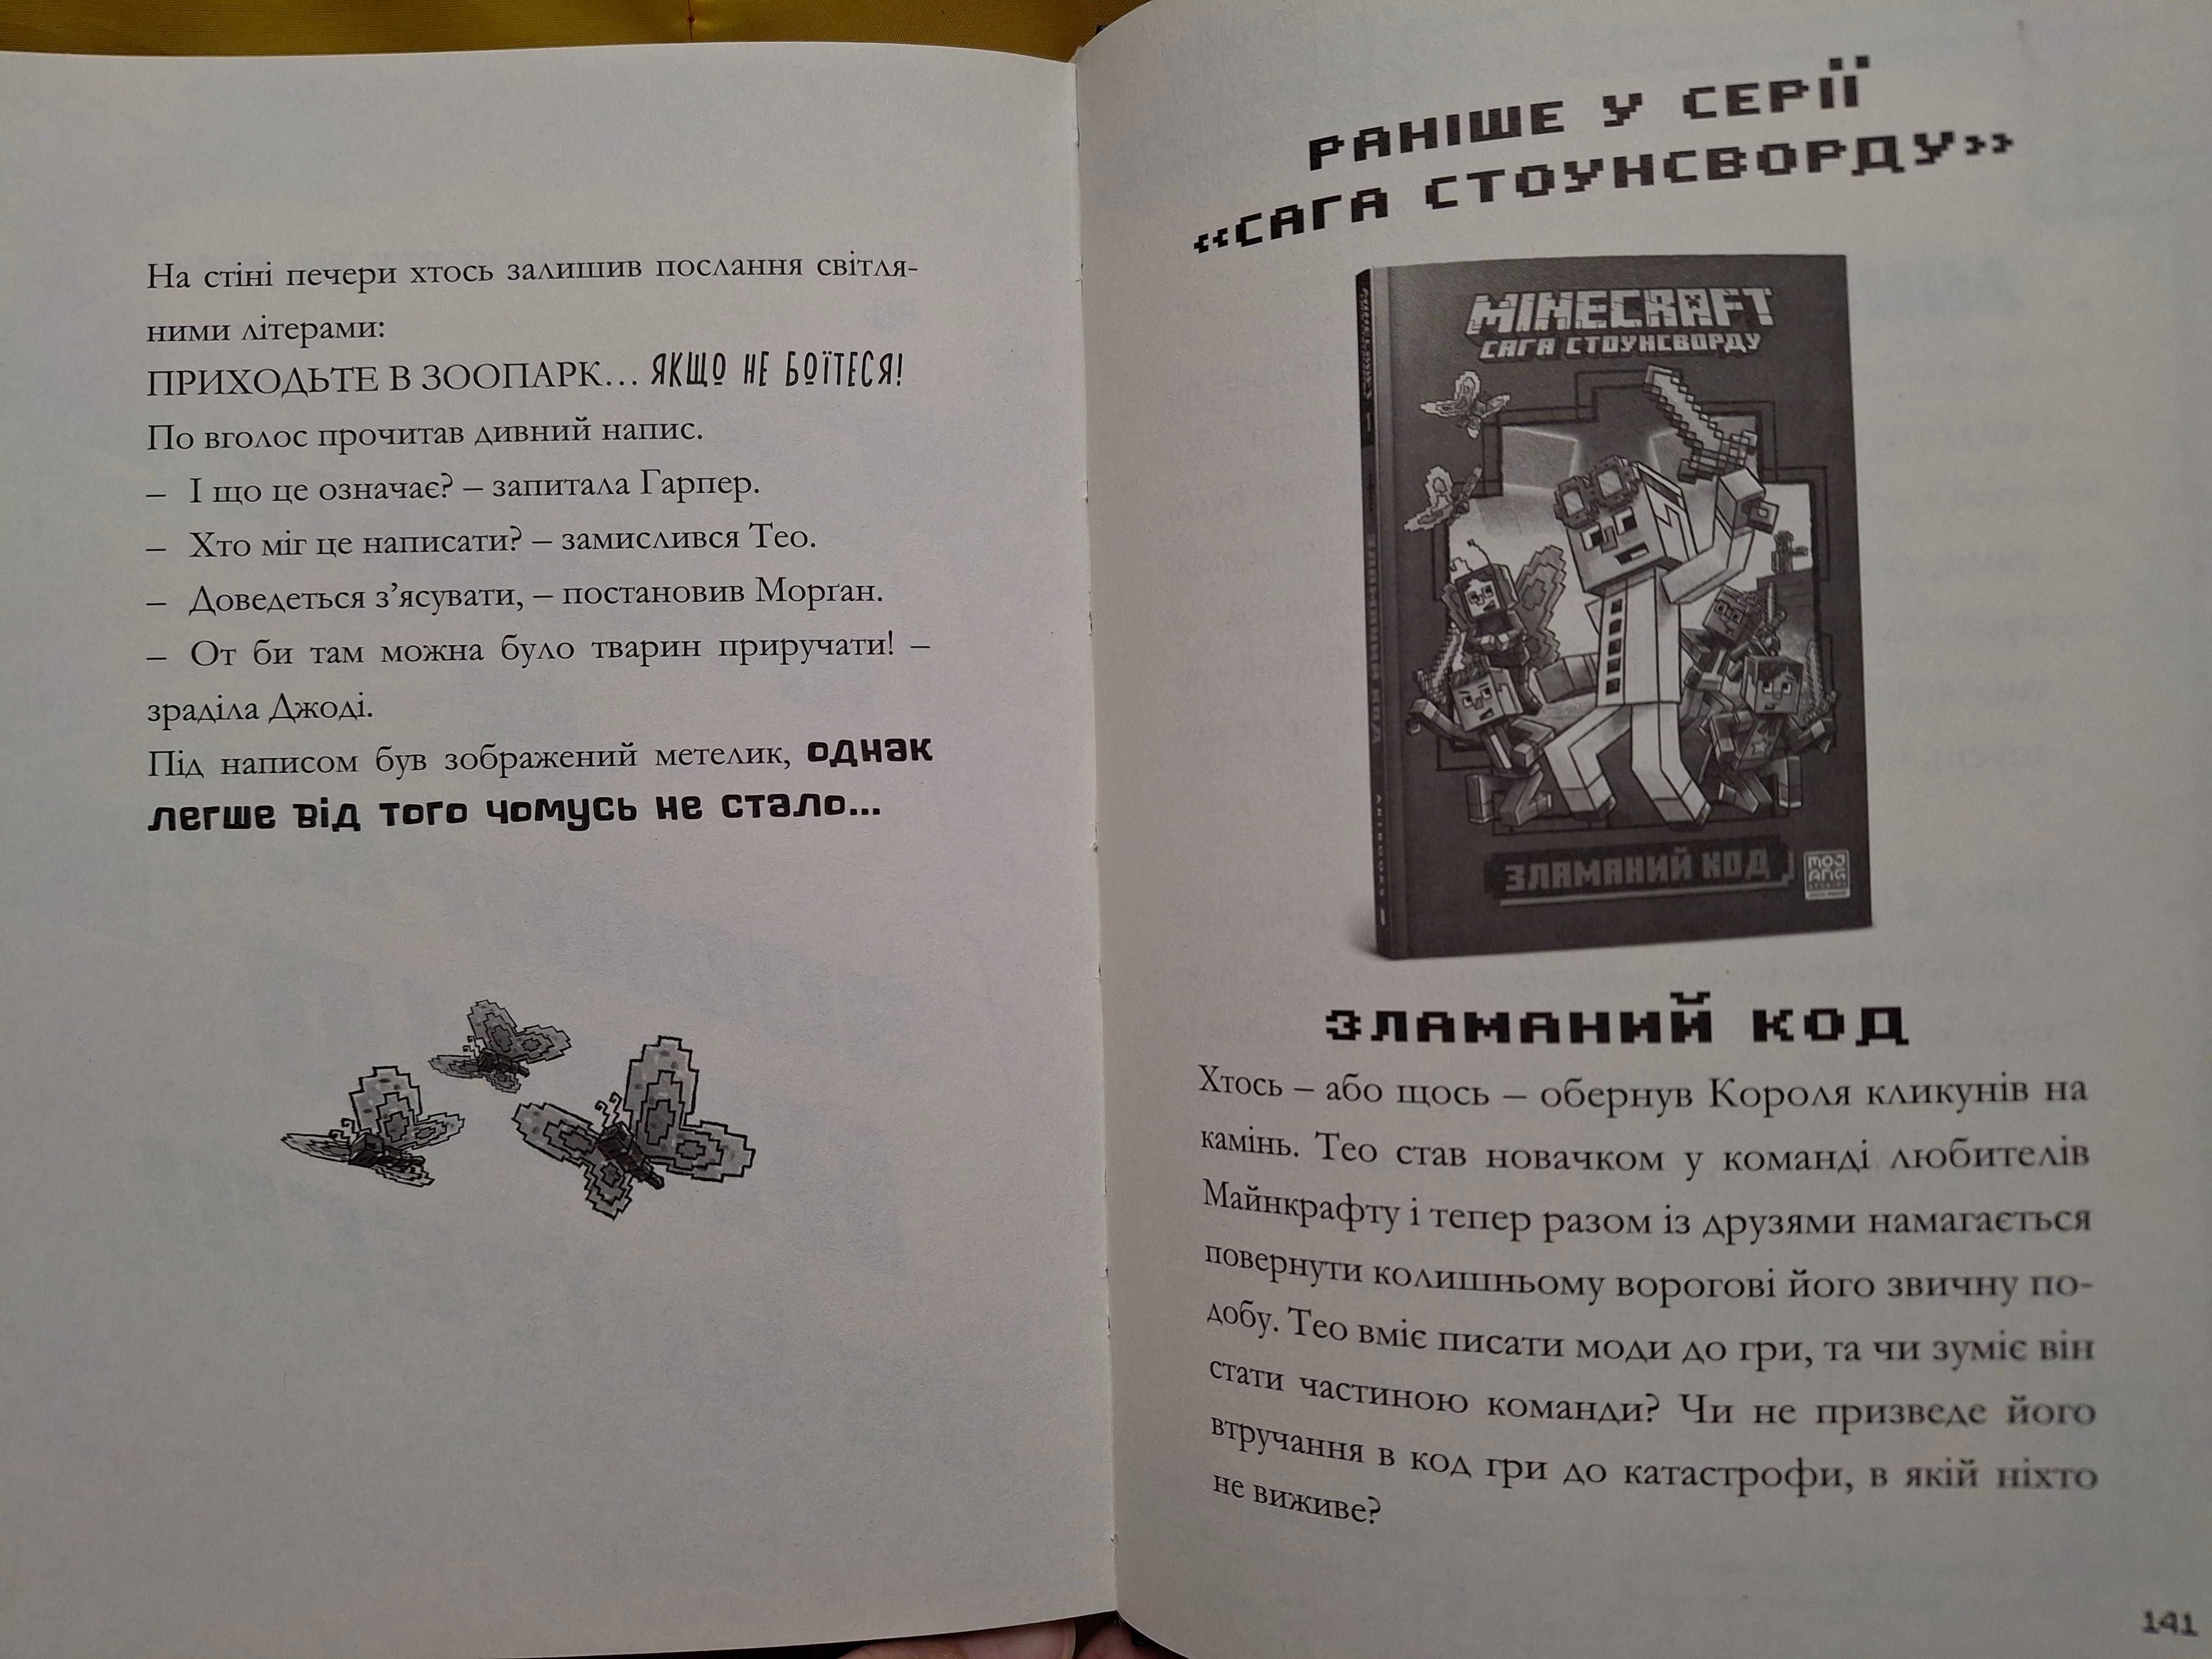 На стіні печери хтось залишив послання світля-
ними літерами:
ПРИХОДЬТЕ В ЗООПАРК... ЯКЩО НЕ БОЇТЕСЯ!
По вголос прочитав дивний напис.
– І що це означає? – запитала Гарпер.
– Хто міг це написати? – замислився Тео.
– Доведеться з’ясувати, – постановив Морґан.
– От би там можна було тварин приручати! –
зраділа Джоді.
Під написом був зображений метелик, однак
легше від того чомусь не стало...
РАНІШЕ У СЕРІЇ
«САГА СТОУНСВОРДУ»
MINECRAFT
САГА СТОУНСВОРДУ
ЗЛАМАНИЙ КОД
MOJANG
ЗЛАМАНИЙ КОД
Хтось – або щось – обернув Короля кликунів на
камінь. Тео став новачком у команді любителів
Майнкрафту і тепер разом із друзями намагається
повернути колишньому ворогові його звичну по-
добу. Тео вміє писати моди до гри, та чи зуміє він
стати частиною команди? Чи не призведе його
втручання в код гри до катастрофи, в якій ніхто
не виживе?
141